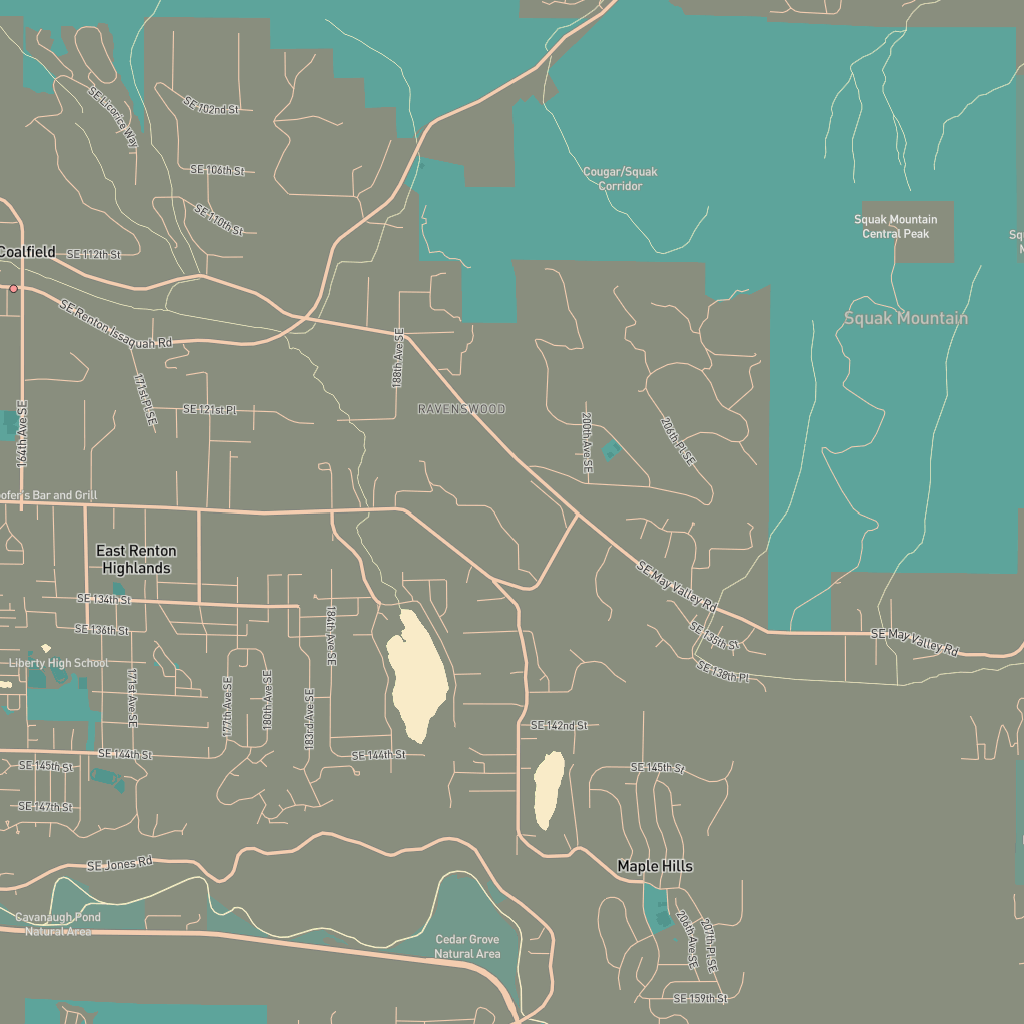 SE Licorice Way
SE 102nd St
SE 106th St
Cougar/Squak
Corridor
SE 110th St
Squak Mountain
Central Peak
Coalfield
SE 112th St
SE Renton Issaquah Rd
Squak Mountain
188th Ave SE
171st Pl SE
SE 121st Pl
RAVENSWOOD
164th Ave SE
200th Ave SE
206th Pl SE
Bar and Grill
East Renton
Highlands
SE May Valley Rd
SE 134th St
184th Ave SE
SE 136th St
SE 135th St
SE May Valley Rd
Liberty High School
SE 138th Pl
171st Ave SE
177th Ave SE
180th Ave SE
183rd Ave SE
SE 142nd St
SE 144th St
SE 144th St
SE 145th St
SE 145th St
SE 147th St
SE Jones Rd
Maple Hills
Cavanaugh Pond
Natural Area
Cedar Grove
Natural Area
206th Ave SE
207th Pl SE
SE 159th St